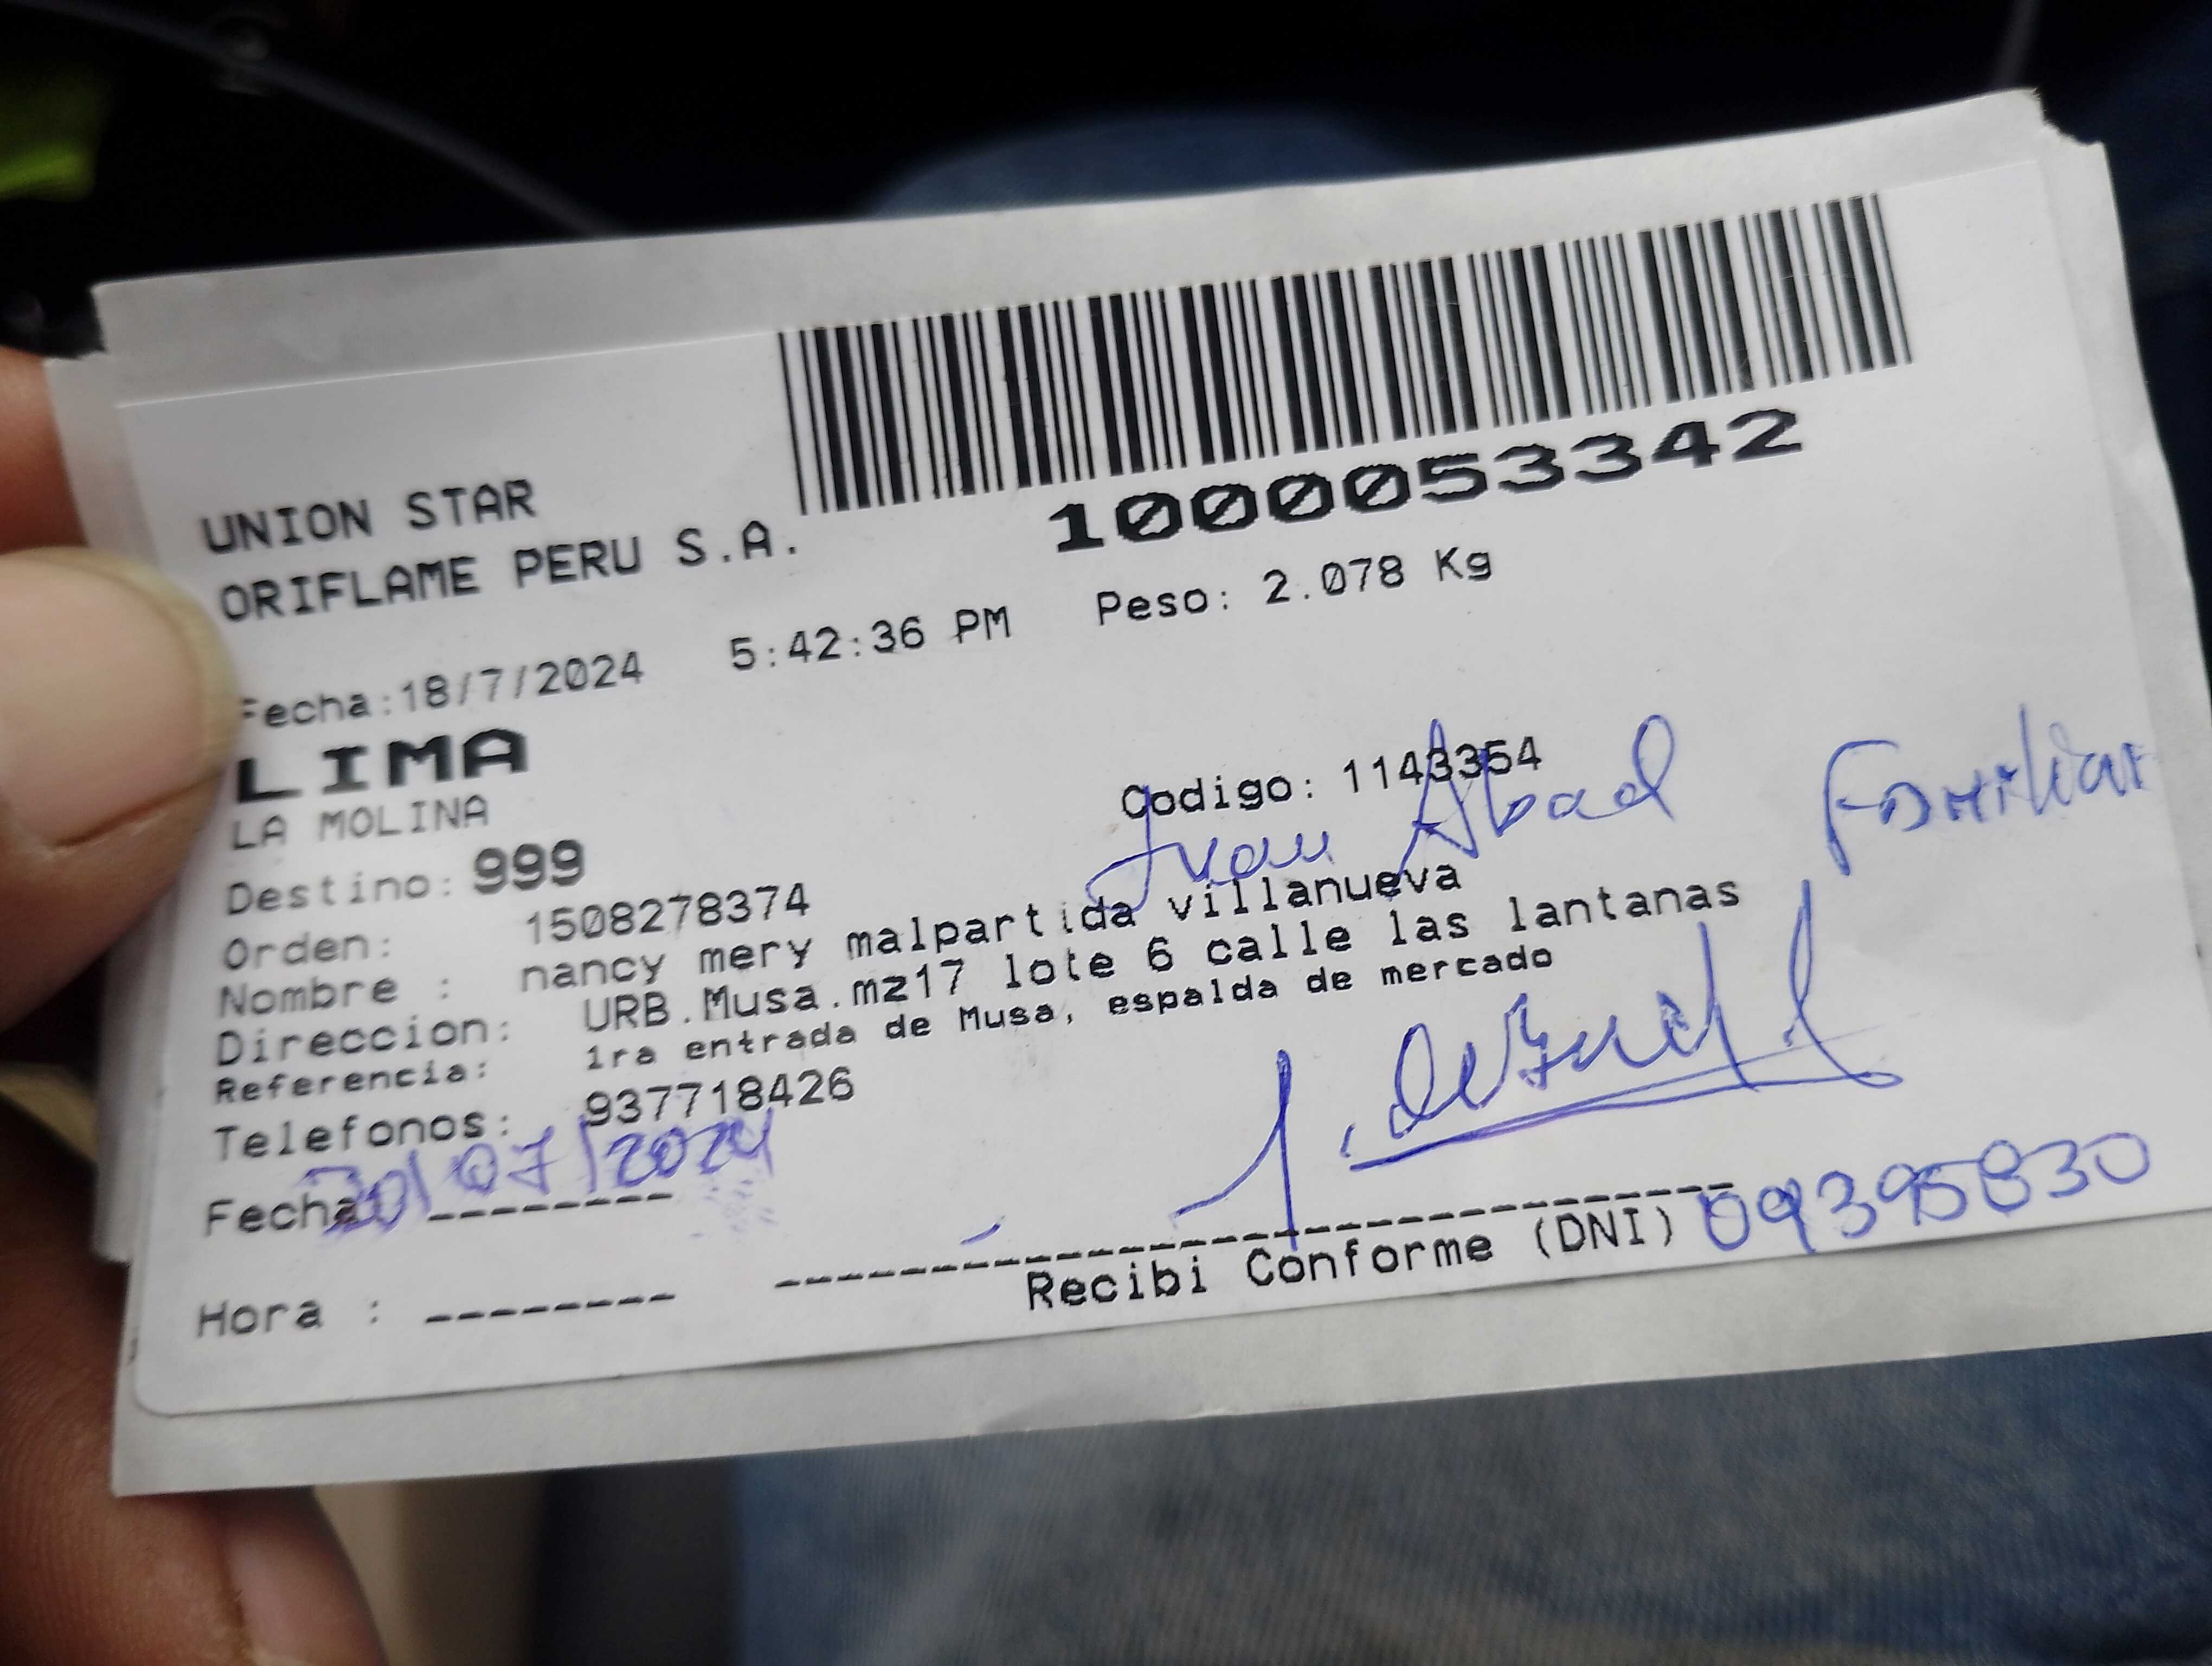 1000053342
UNION STAR
ORIFLAME PERU S.A.
Fecha:18/7/2024 5:42:36 PM Peso: 2.078 Kg
LIMA
LA MOLINA
Codigo: 1143354
Juan Abad Familiar
Destino: 999
Orden: 1508278374
Nombre : nancy mery malpartida villanueva
Direccion: URB.Musa.mz17 lote 6 calle las lantanas
Referencia: 1ra entrada de Musa, espalda de mercado
Telefonos: 937718426
Fecha 20/07/2024
Hora :
Recibi Conforme (DNI) 09395830